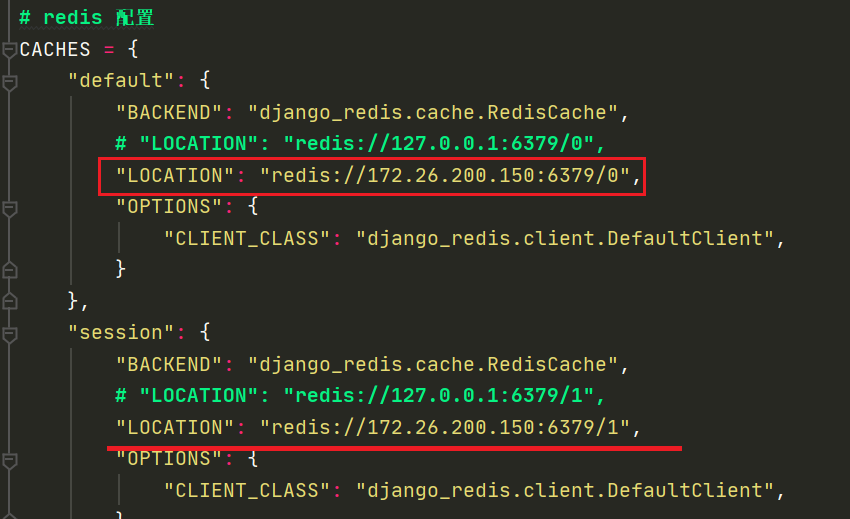 # redis 配置
CACHES = {
"default": {
"BACKEND": "django_redis.cache.RedisCache",
# "LOCATION": "redis://127.0.0.1:6379/0",
"LOCATION": "redis://172.26.200.150:6379/0",
"OPTIONS": {
"CLIENT_CLASS": "django_redis.client.DefaultClient",
}
},
"session": {
"BACKEND": "django_redis.cache.RedisCache",
# "LOCATION": "redis://127.0.0.1:6379/1",
"LOCATION": "redis://172.26.200.150:6379/1",
"OPTIONS": {
"CLIENT_CLASS": "django_redis.client.DefaultClient",
}